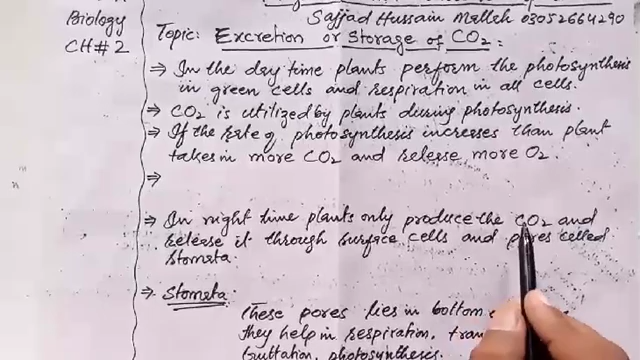 Sajjad Hussain Malleh 03052664290
Biology
CH#2
Topic: Excretion or Storage of CO2:
⇒ In the day time plants perform the photosynthesis
in green cells and respiration in all cells.
⇒ CO2 is utilized by plants during photosynthesis.
⇒ If the rate of photosynthesis increases than plant
takes in more CO2 and release more O2.
⇒
⇒ In night time plants only produce the CO2 and
release it through surface cells and pores called
Stomata.
⇒ Stomata:
These pores lies in bottom
They help in respiration,
Guttation, photosynthesis.